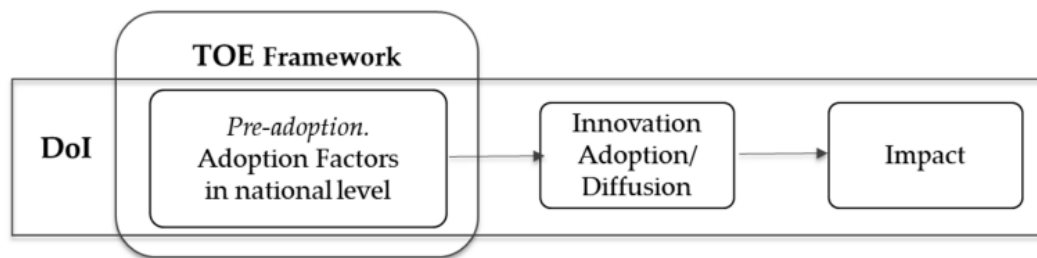 TOE Framework
DoI
Pre-adoption.
Adoption Factors
in national level
Innovation
Adoption/
Diffusion
Impact